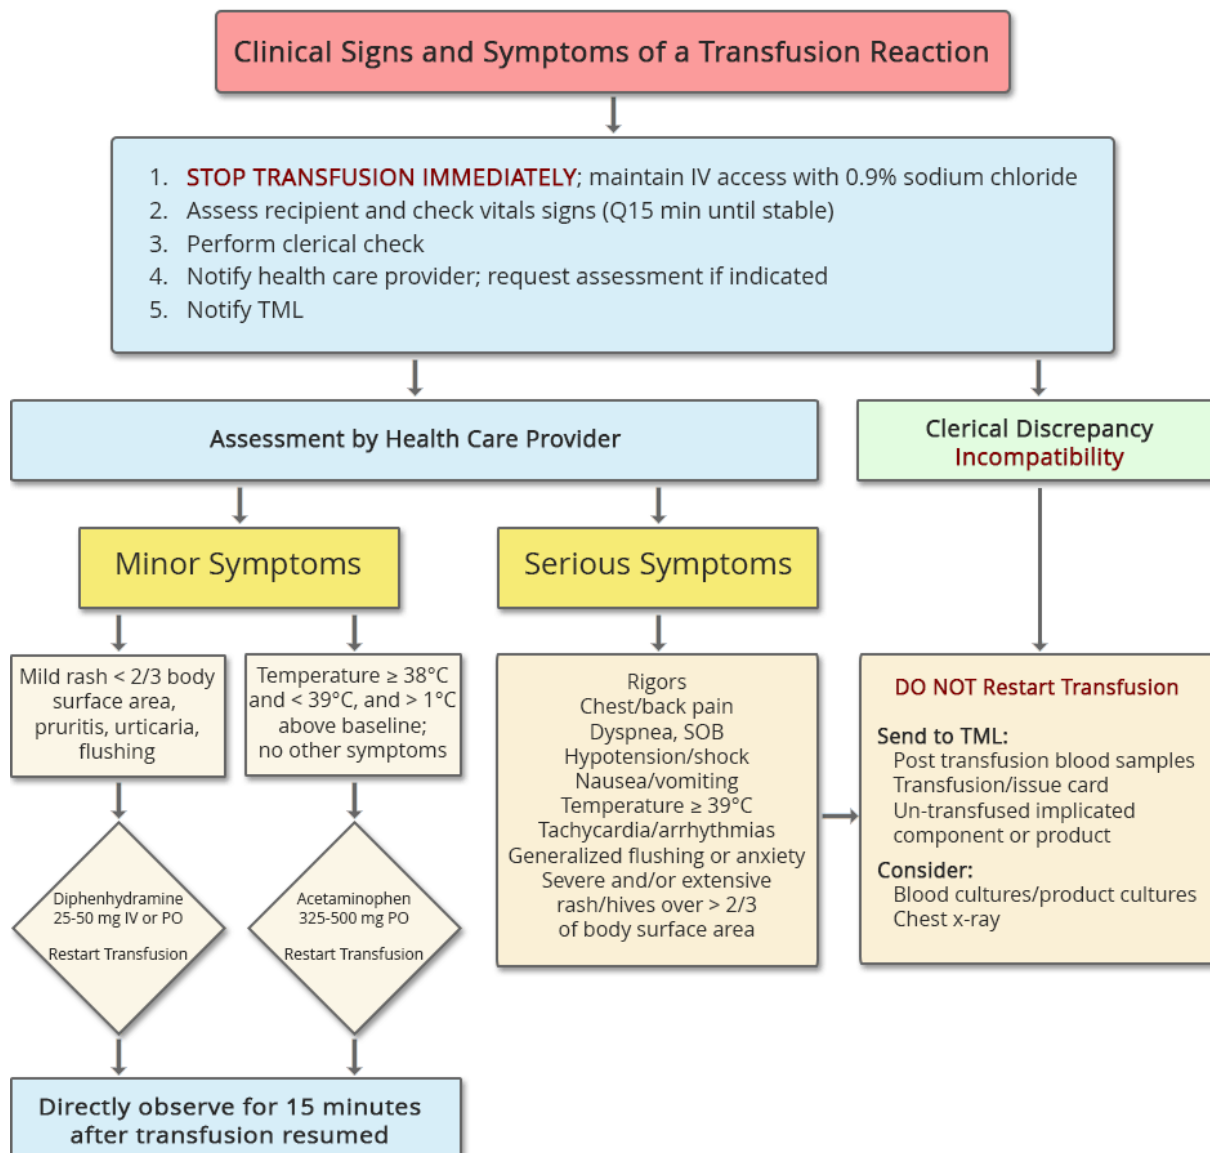 Clinical Signs and Symptoms of a Transfusion Reaction
1. STOP TRANSFUSION IMMEDIATELY; maintain IV access with 0.9% sodium chloride
2. Assess recipient and check vitals signs (Q15 min until stable)
3. Perform clerical check
4. Notify health care provider; request assessment if indicated
5. Notify TML
Assessment by Health Care Provider
Clerical Discrepancy
Incompatibility
Minor Symptoms
Serious Symptoms
Mild rash < 2/3 body
surface area,
pruritis, urticaria,
flushing
Temperature ≥ 38°C
and < 39°C, and > 1°C
above baseline;
no other symptoms
Rigors
Chest/back pain
Dyspnea, SOB
Hypotension/shock
Nausea/vomiting
Temperature ≥ 39°C
Tachycardia/arrhythmias
Generalized flushing or anxiety
Severe and/or extensive
rash/hives over > 2/3
of body surface area
DO NOT Restart Transfusion
Send to TML:
Post transfusion blood samples
Transfusion/issue card
Un-transfused implicated
component or product
Consider:
Blood cultures/product cultures
Chest x-ray
Diphenhydramine
25-50 mg IV or PO
Restart Transfusion
Acetaminophen
325-500 mg PO
Restart Transfusion
Directly observe for 15 minutes
after transfusion resumed